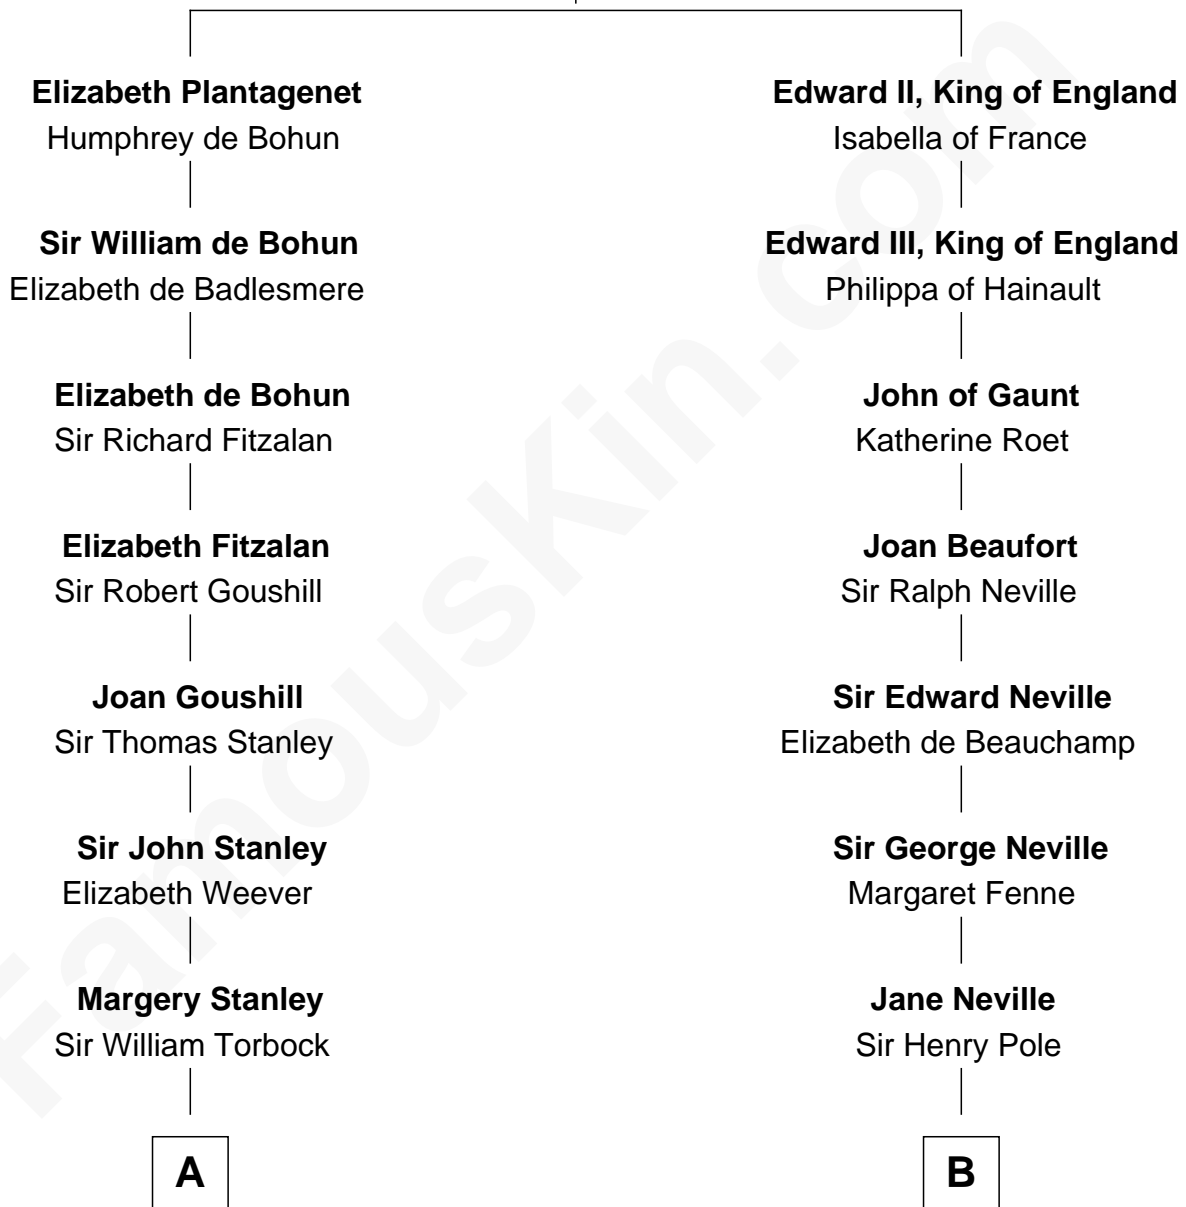 Elizabeth Plantagenet
Humphrey de Bohun
Sir William de Bohun
Elizabeth de Badlesmere
Elizabeth de Bohun
Sir Richard Fitzalan
Elizabeth Fitzalan
Sir Robert Goushill
Joan Goushill
Sir Thomas Stanley
Sir John Stanley
Elizabeth Weever
Margery Stanley
Sir William Torbock
A
Edward II, King of England
Isabella of France
Edward III, King of England
Philippa of Hainault
John of Gaunt
Katherine Roet
Joan Beaufort
Sir Ralph Neville
Sir Edward Neville
Elizabeth de Beauchamp
Sir George Neville
Margaret Fenne
Jane Neville
Sir Henry Pole
B
FamousKin.com